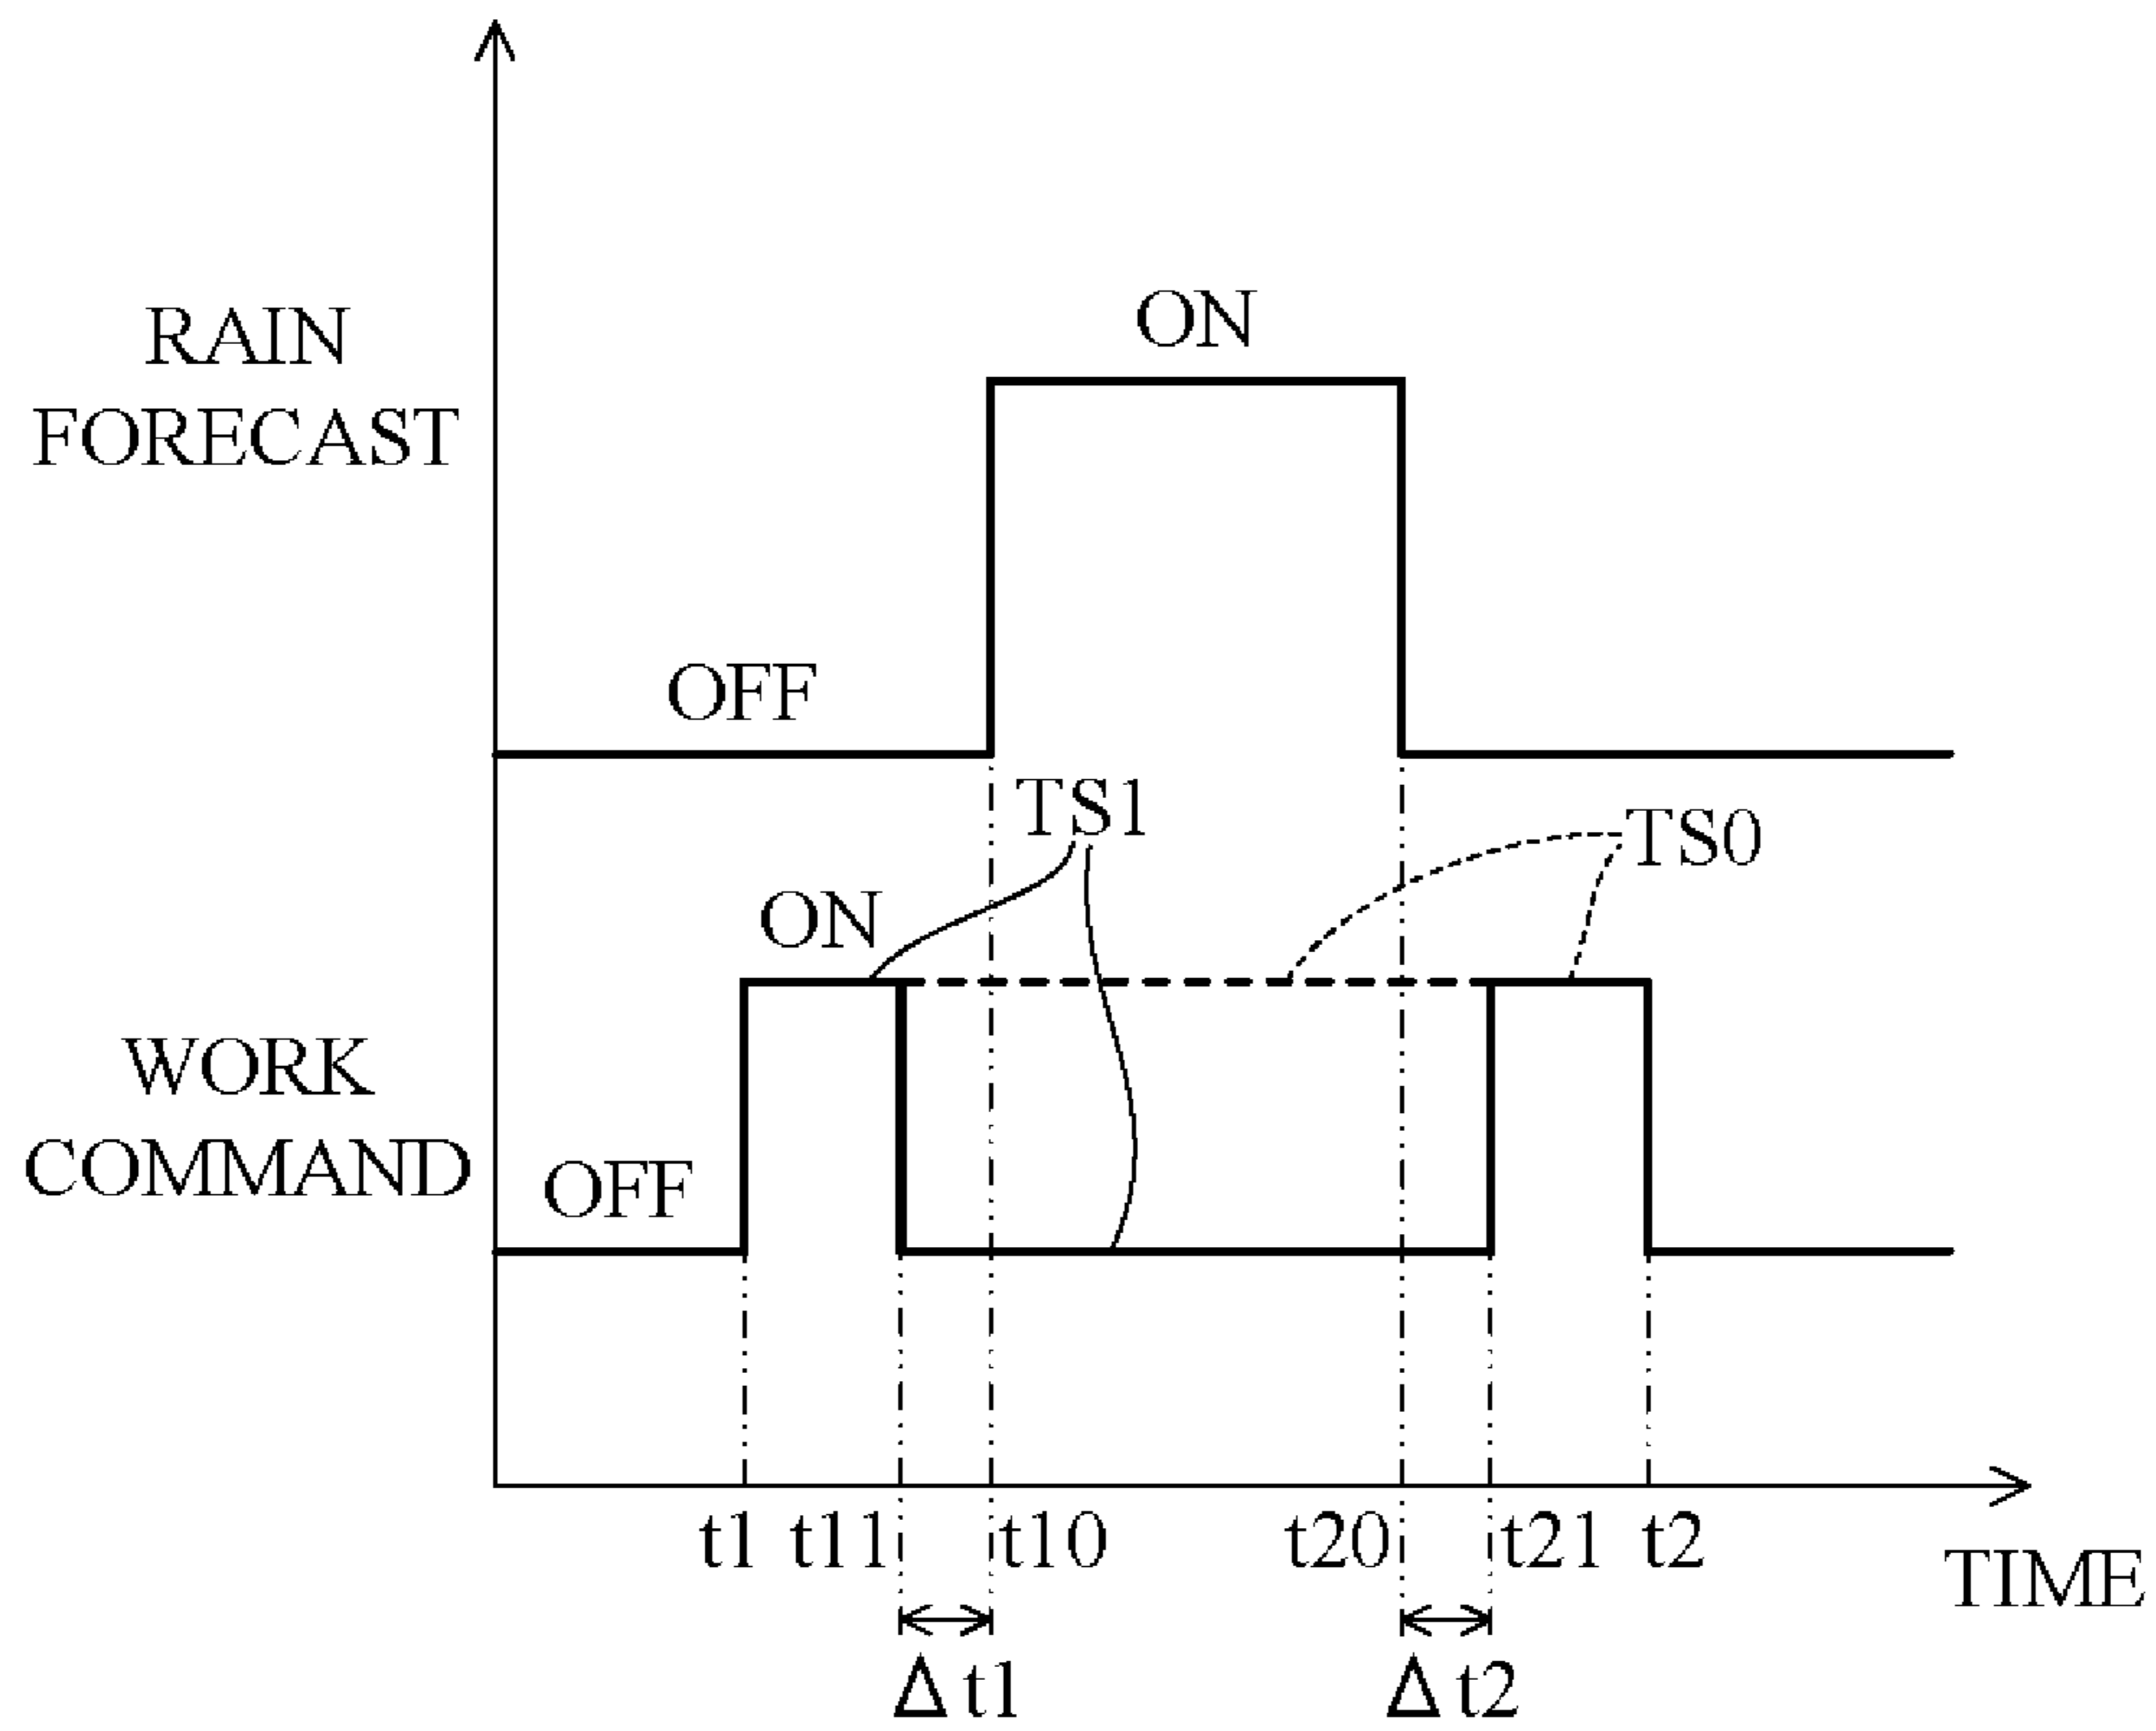 ON
RAIN
FORECAST
OFF
TS1
TS0
ON
WORK
COMMAND
OFF
t1 t11 t10 t20 t21 t2
TIME
Δt1 Δt2